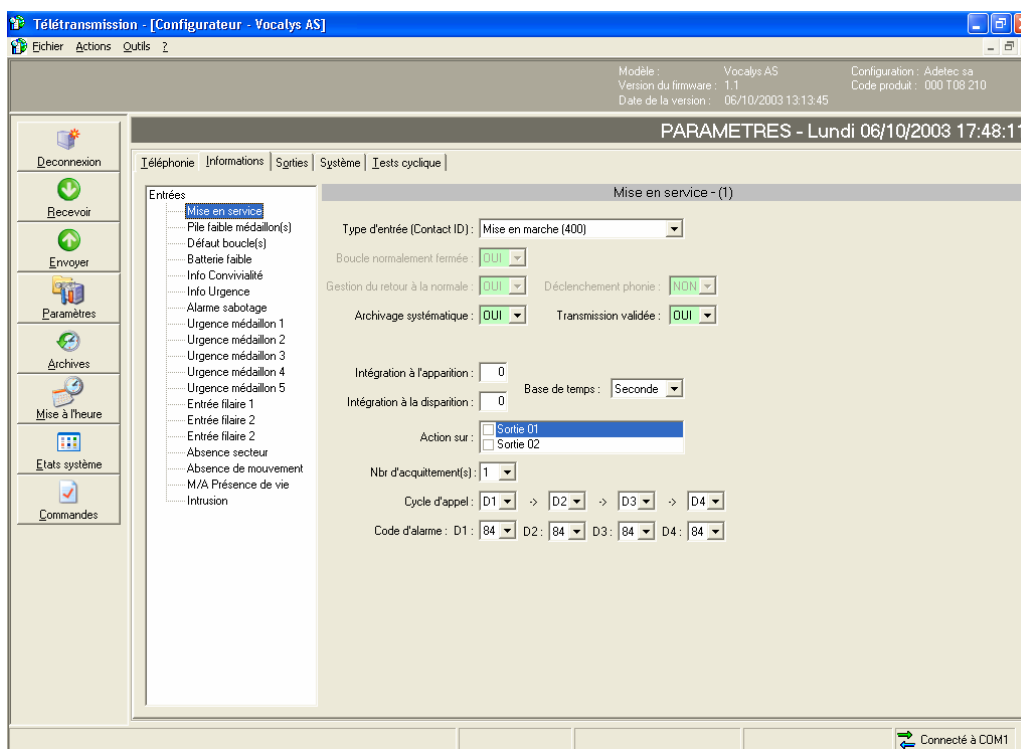 Télétransmission - [Configurateur - Vocalys AS]
Fichier Actions Outils ?
Modèle : Vocalys AS Configuration : Adetec sa
Version du firmware : 1.1 Code produit : 000 T08 210
Date de la version : 06/10/2003 13:13:45
PARAMETRES - Lundi 06/10/2003 17:48:11
Deconnexion
Recevoir
Envoyer
Paramètres
Archives
Mise à l'heure
Etats système
Commandes
Téléphonie Informations Sorties Système Tests cyclique
Entrées
Mise en service
Pile faible médaillon(s)
Défaut boucle(s)
Batterie faible
Info Convivialité
Info Urgence
Alarme sabotage
Urgence médaillon 1
Urgence médaillon 2
Urgence médaillon 3
Urgence médaillon 4
Urgence médaillon 5
Entrée filaire 1
Entrée filaire 2
Entrée filaire 2
Absence secteur
Absence de mouvement
M/A Présence de vie
Intrusion
Mise en service - (1)
Type d'entrée (Contact ID) : Mise en marche (400)
Boucle normalement fermée : OUI
Gestion du retour à la normale : OUI Déclenchement phonie : NON
Archivage systématique : OUI Transmission validée : OUI
Intégration à l'apparition : 0
Base de temps : Seconde
Intégration à la disparition : 0
Action sur : Sortie 01
Sortie 02
Nbr d'acquittement(s) : 1
Cycle d'appel : D1 -> D2 -> D3 -> D4
Code d'alarme : D1 : 84 D2 : 84 D3 : 84 D4 : 84
Connecté à COM1